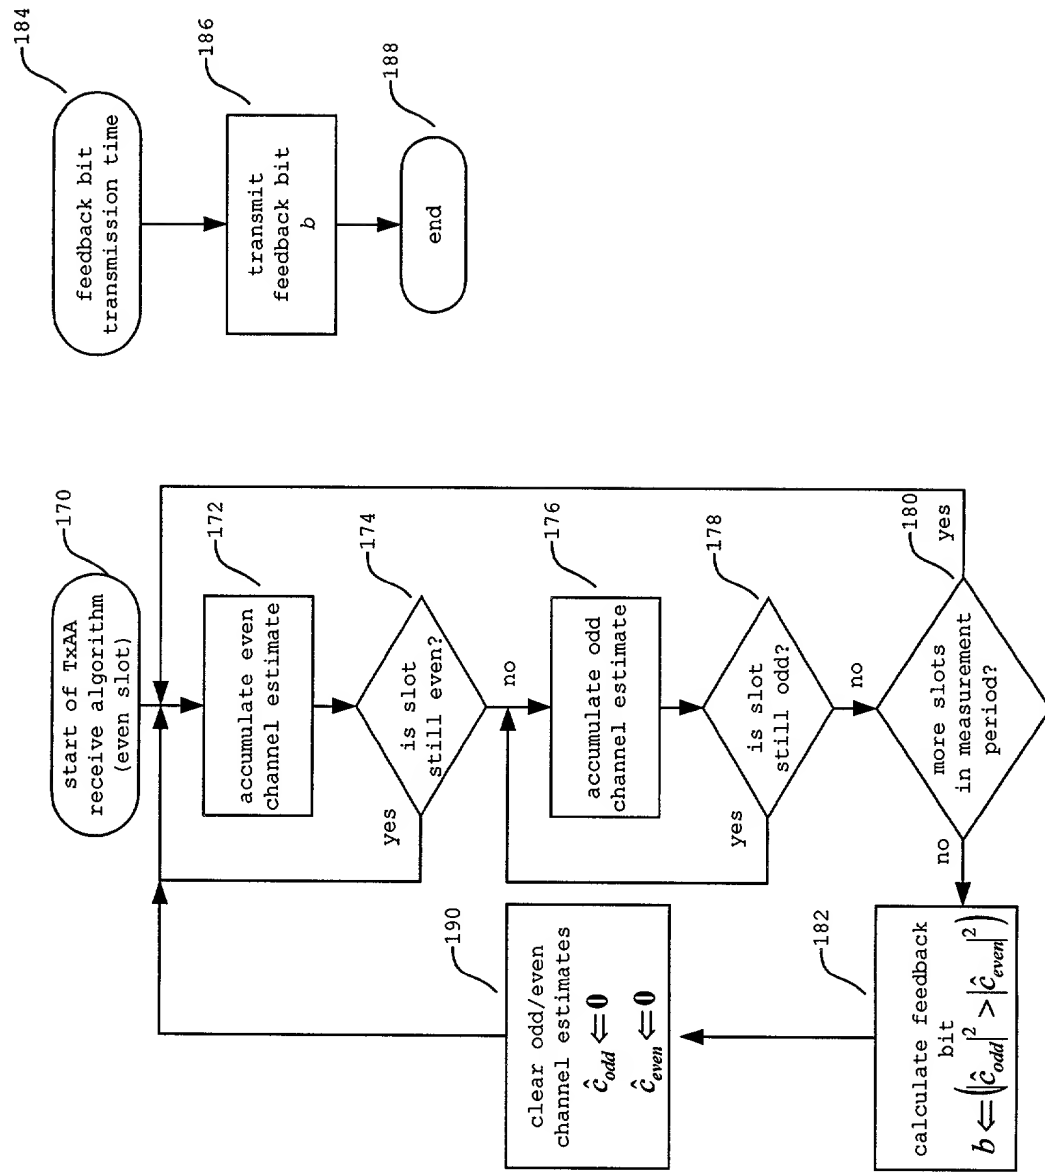 start of TxAA
receive algorithm
(even slot)
170
accumulate even
channel estimate
172
is slot
still even?
174
yes
no
accumulate odd
channel estimate
176
is slot
still odd?
178
yes
no
more slots
in measurement
period?
180
yes
no
calculate feedback
bit
b ⇐ (|ĉ_odd|² > |ĉ_even|²)
182
clear odd/even
channel estimates
ĉ_odd ⇐ 0
ĉ_even ⇐ 0
190
feedback bit
transmission time
184
transmit
feedback bit
b
186
end
188